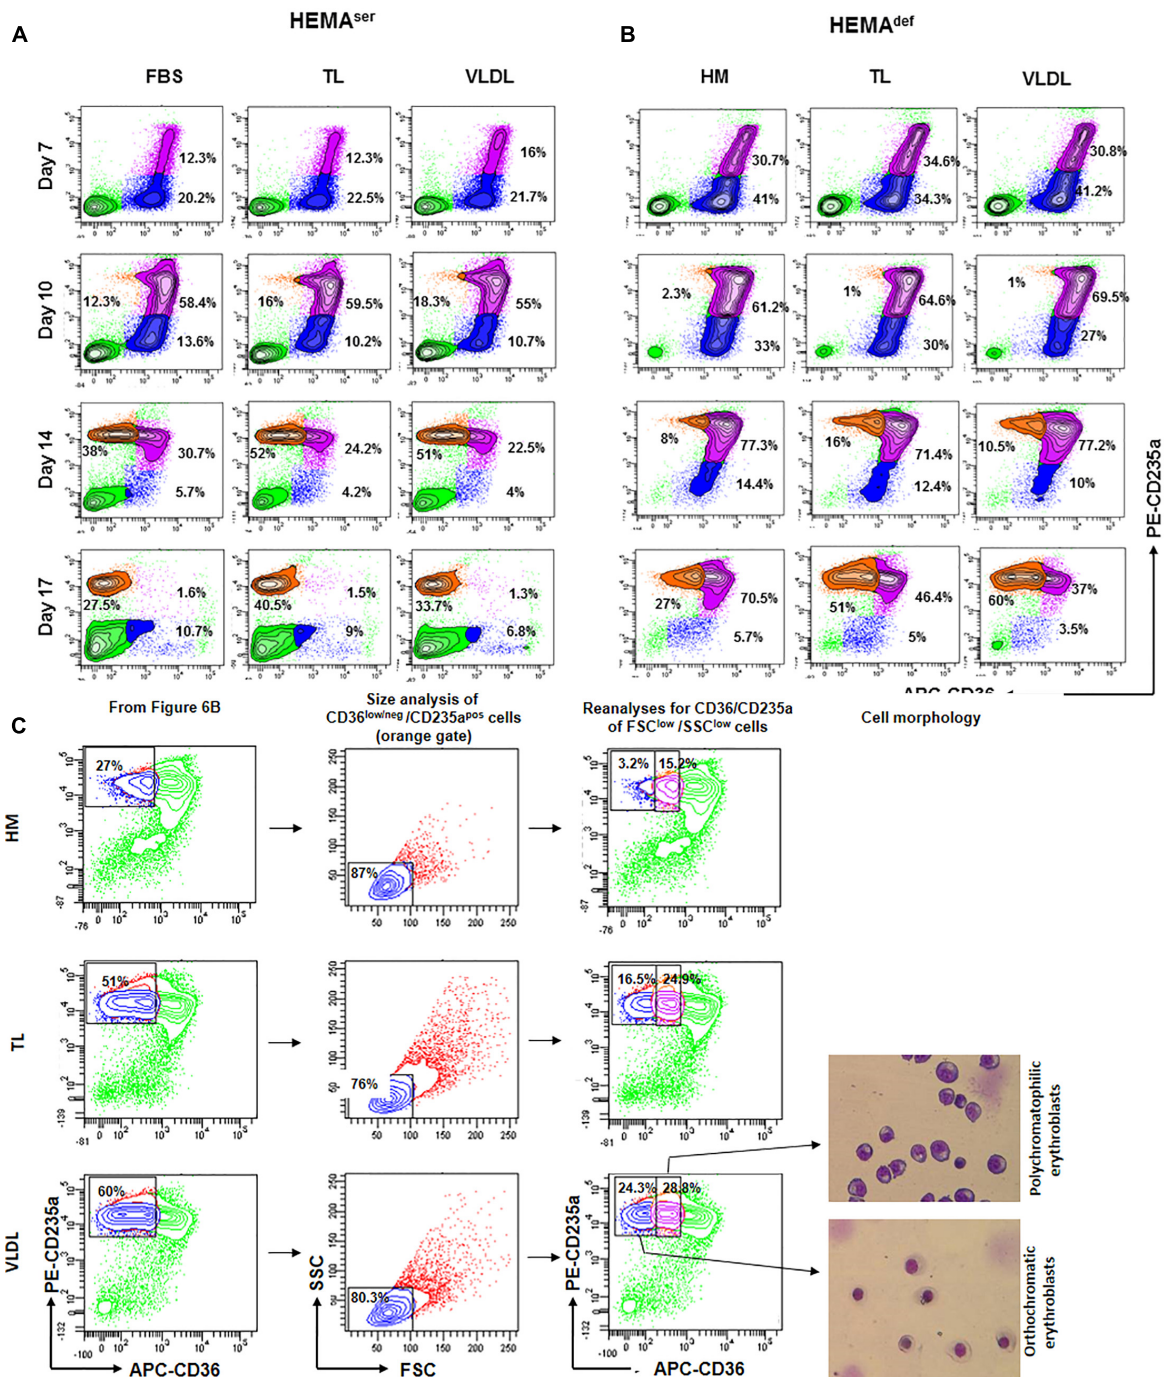 A
HEMAser
B
HEMAdef
FBS TL VLDL
HM TL VLDL
Day 7
12.3% 12.3% 16% 30.7% 34.6% 30.8%
20.2% 22.5% 21.7% 41% 34.3% 41.2%
Day 10
12.3% 58.4% 16% 59.5% 18.3% 55% 2.3% 61.2% 1% 64.6% 1% 69.5%
13.6% 10.2% 10.7% 33% 30% 27%
Day 14
38% 30.7% 52% 24.2% 51% 22.5% 8% 77.3% 16% 71.4% 10.5% 77.2%
5.7% 4.2% 4% 14.4% 12.4% 10%
Day 17
27.5% 1.6% 40.5% 1.5% 33.7% 1.3% 27% 70.5% 51% 46.4% 60% 37%
10.7% 9% 6.8% 5.7% 5% 3.5%
PE-CD235a
APC-CD36
C
From Figure 6B
Size analysis of
CD36low/neg/CD235apos cells
(orange gate)
Reanalyses for CD36/CD235a
of FSClow/SSClow cells
Cell morphology
HM
27%
87%
3.2% 15.2%
TL
51%
76%
16.5% 24.9%
VLDL
60%
80.3%
24.3% 28.8%
PE-CD235a
APC-CD36
SSC
FSC
PE-CD235a
APC-CD36
Polychromatophilic
erythroblasts
Orthochromatic
erythroblasts